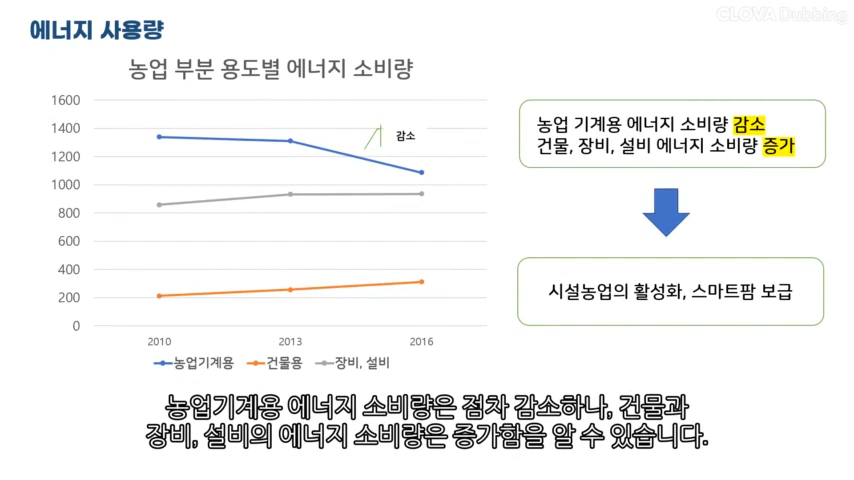 CLOVA Dubbing
에너지 사용량
농업 부분 용도별 에너지 소비량
1600
1400
1200
1000
800
600
400
200
0
감소
2010
2013
2016
농업기계용
건물용
장비, 설비
농업 기계용 에너지 소비량 감소
건물, 장비, 설비 에너지 소비량 증가
시설농업의 활성화, 스마트팜 보급
농업기계용 에너지 소비량은 점차 감소하나, 건물과
장비, 설비의 에너지 소비량은 증가함을 알 수 있습니다.